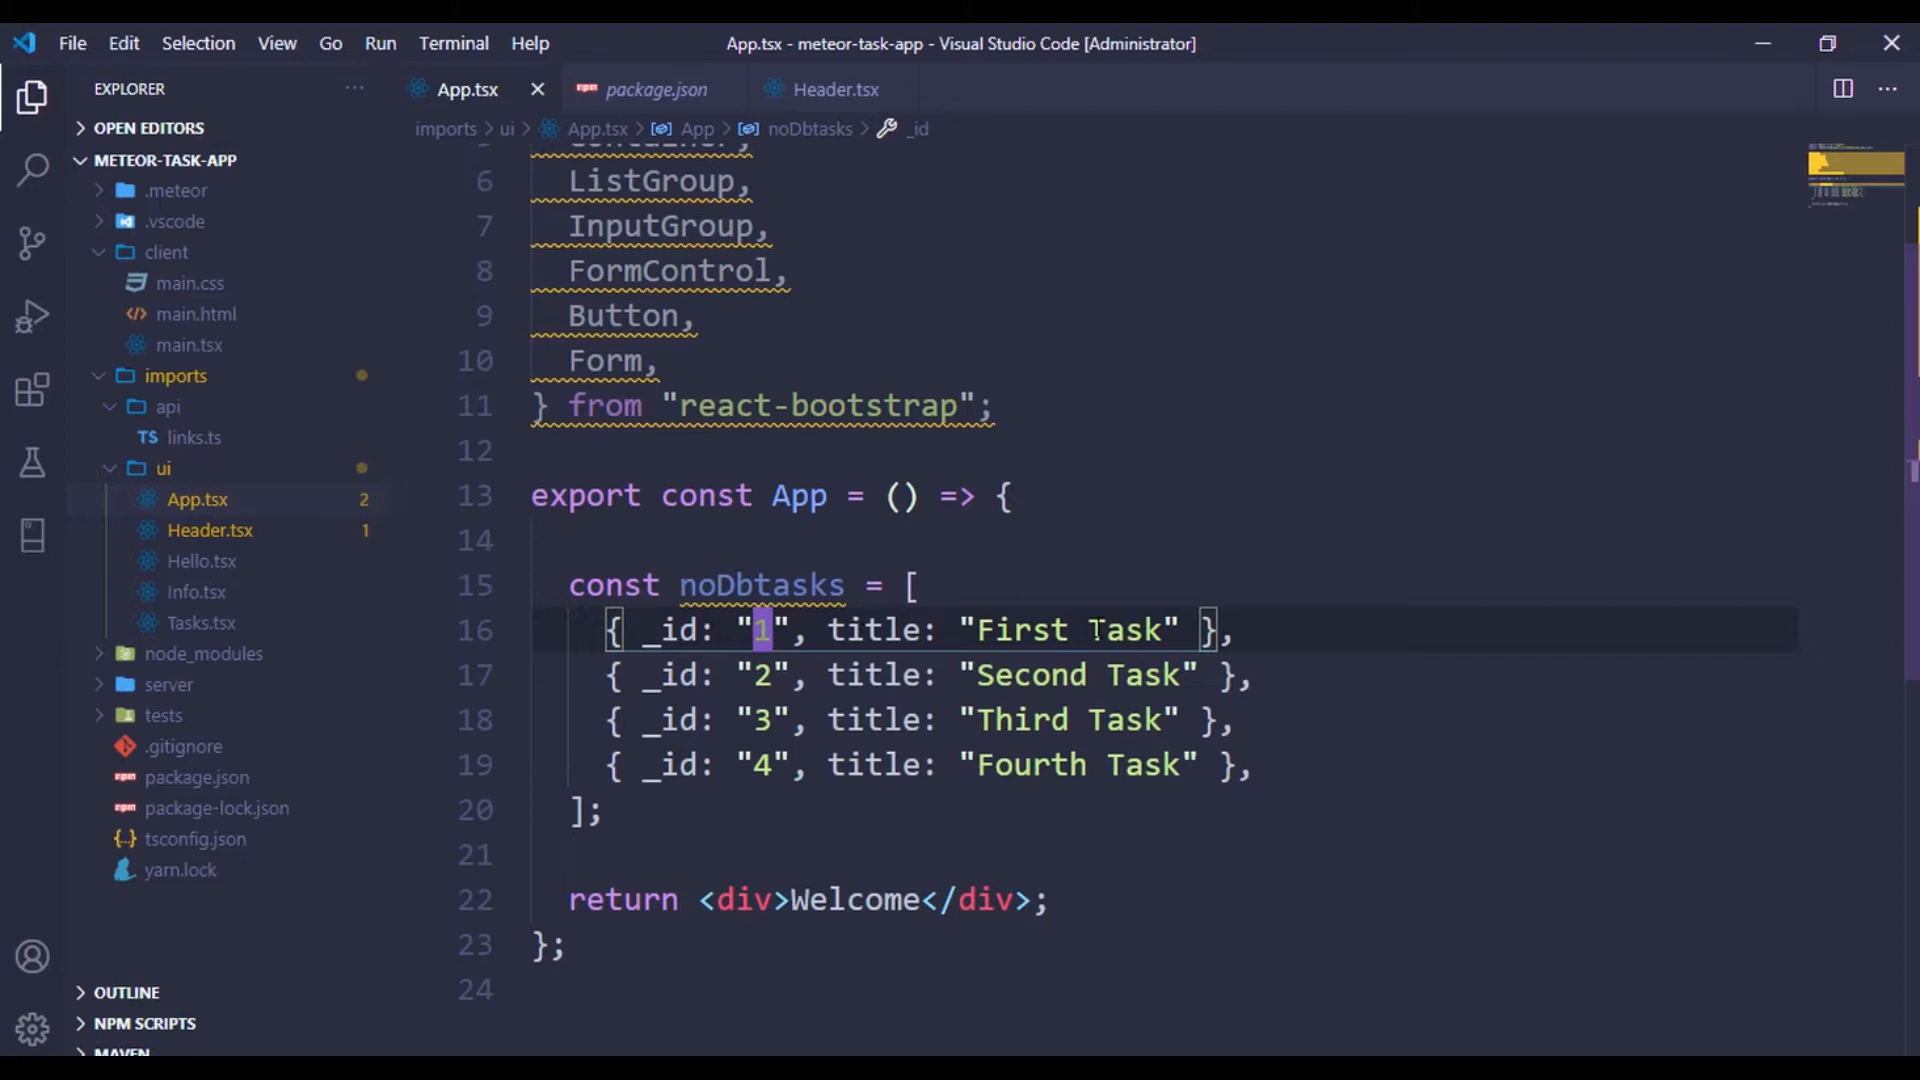 File Edit Selection View Go Run Terminal Help
App.tsx - meteor-task-app - Visual Studio Code [Administrator]
EXPLORER
OPEN EDITORS
METEOR-TASK-APP
.meteor
.vscode
client
main.css
main.html
main.tsx
imports
api
TS links.ts
ui
App.tsx 2
Header.tsx 1
Hello.tsx
Info.tsx
Tasks.tsx
node_modules
server
tests
.gitignore
package.json
package-lock.json
tsconfig.json
yarn.lock
OUTLINE
NPM SCRIPTS
MAVEN
App.tsx package.json Header.tsx
imports > ui > App.tsx > App > noDbtasks > _id
Container,
6 ListGroup,
7 InputGroup,
8 FormControl,
9 Button,
10 Form,
11 } from "react-bootstrap";
12
13 export const App = () => {
14
15 const noDbtasks = [
16 { _id: "1", title: "First Task" },
17 { _id: "2", title: "Second Task" },
18 { _id: "3", title: "Third Task" },
19 { _id: "4", title: "Fourth Task" },
20 ];
21
22 return <div>Welcome</div>;
23 };
24